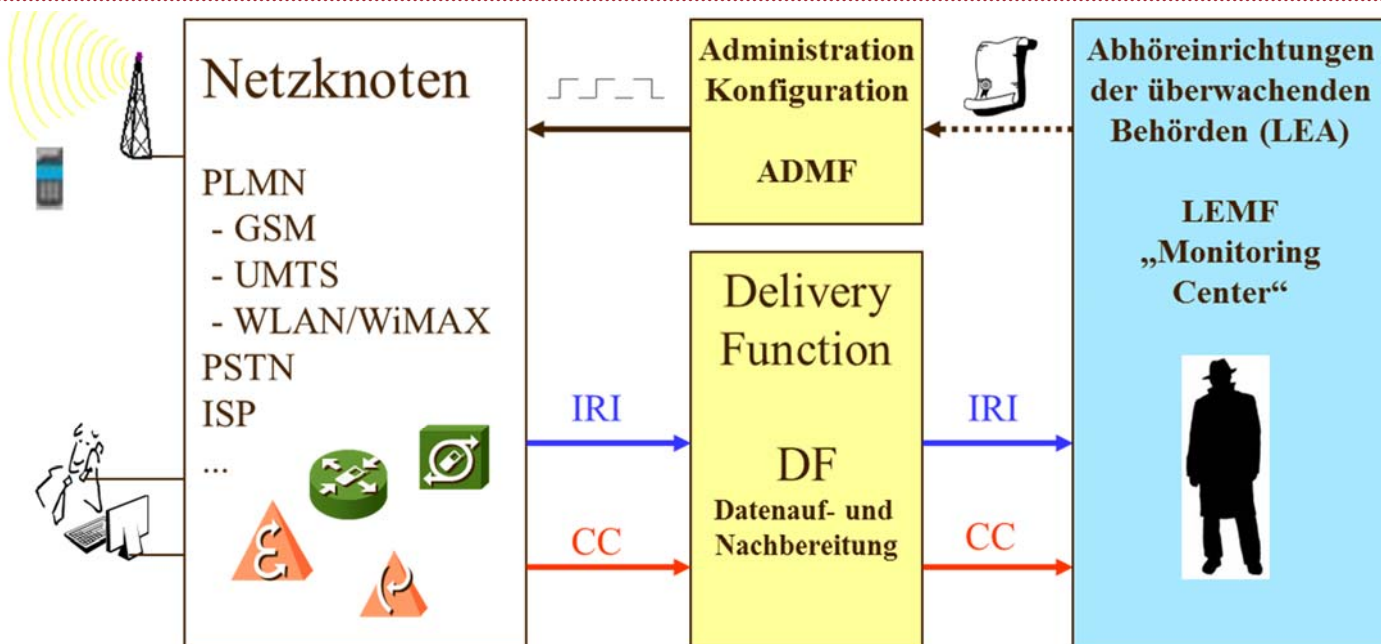 Netzknoten
PLMN
- GSM
- UMTS
- WLAN/WiMAX
PSTN
ISP
...
Administration
Konfiguration
ADMF
Delivery
Function
DF
Datenauf- und
Nachbereitung
IRI
CC
IRI
CC
Abhöreinrichtungen
der überwachenden
Behörden (LEA)
LEMF
„Monitoring
Center“